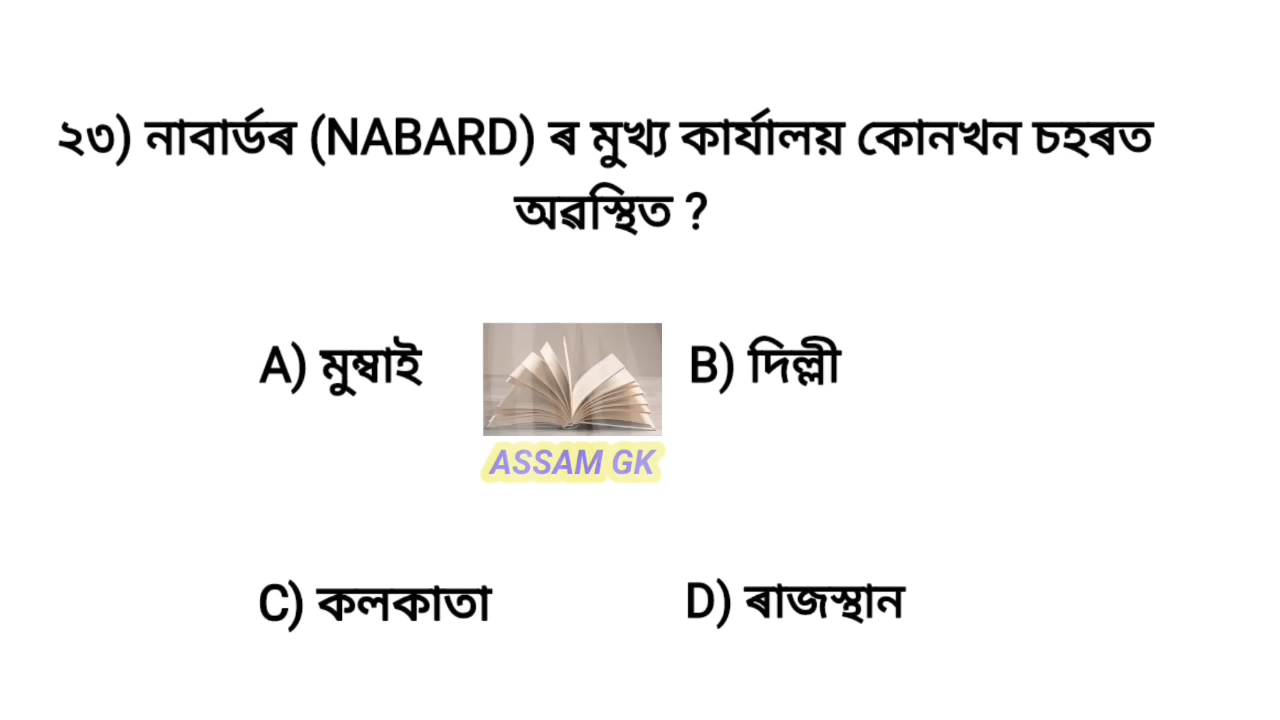 ২৩) নাবাৰ্ডৰ (NABARD) ৰ মুখ্য কাৰ্যালয় কোনখন চহৰত
অৱস্থিত ?
A) মুম্বাই
B) দিল্লী
ASSAM GK
C) কলকাতা
D) ৰাজস্থান